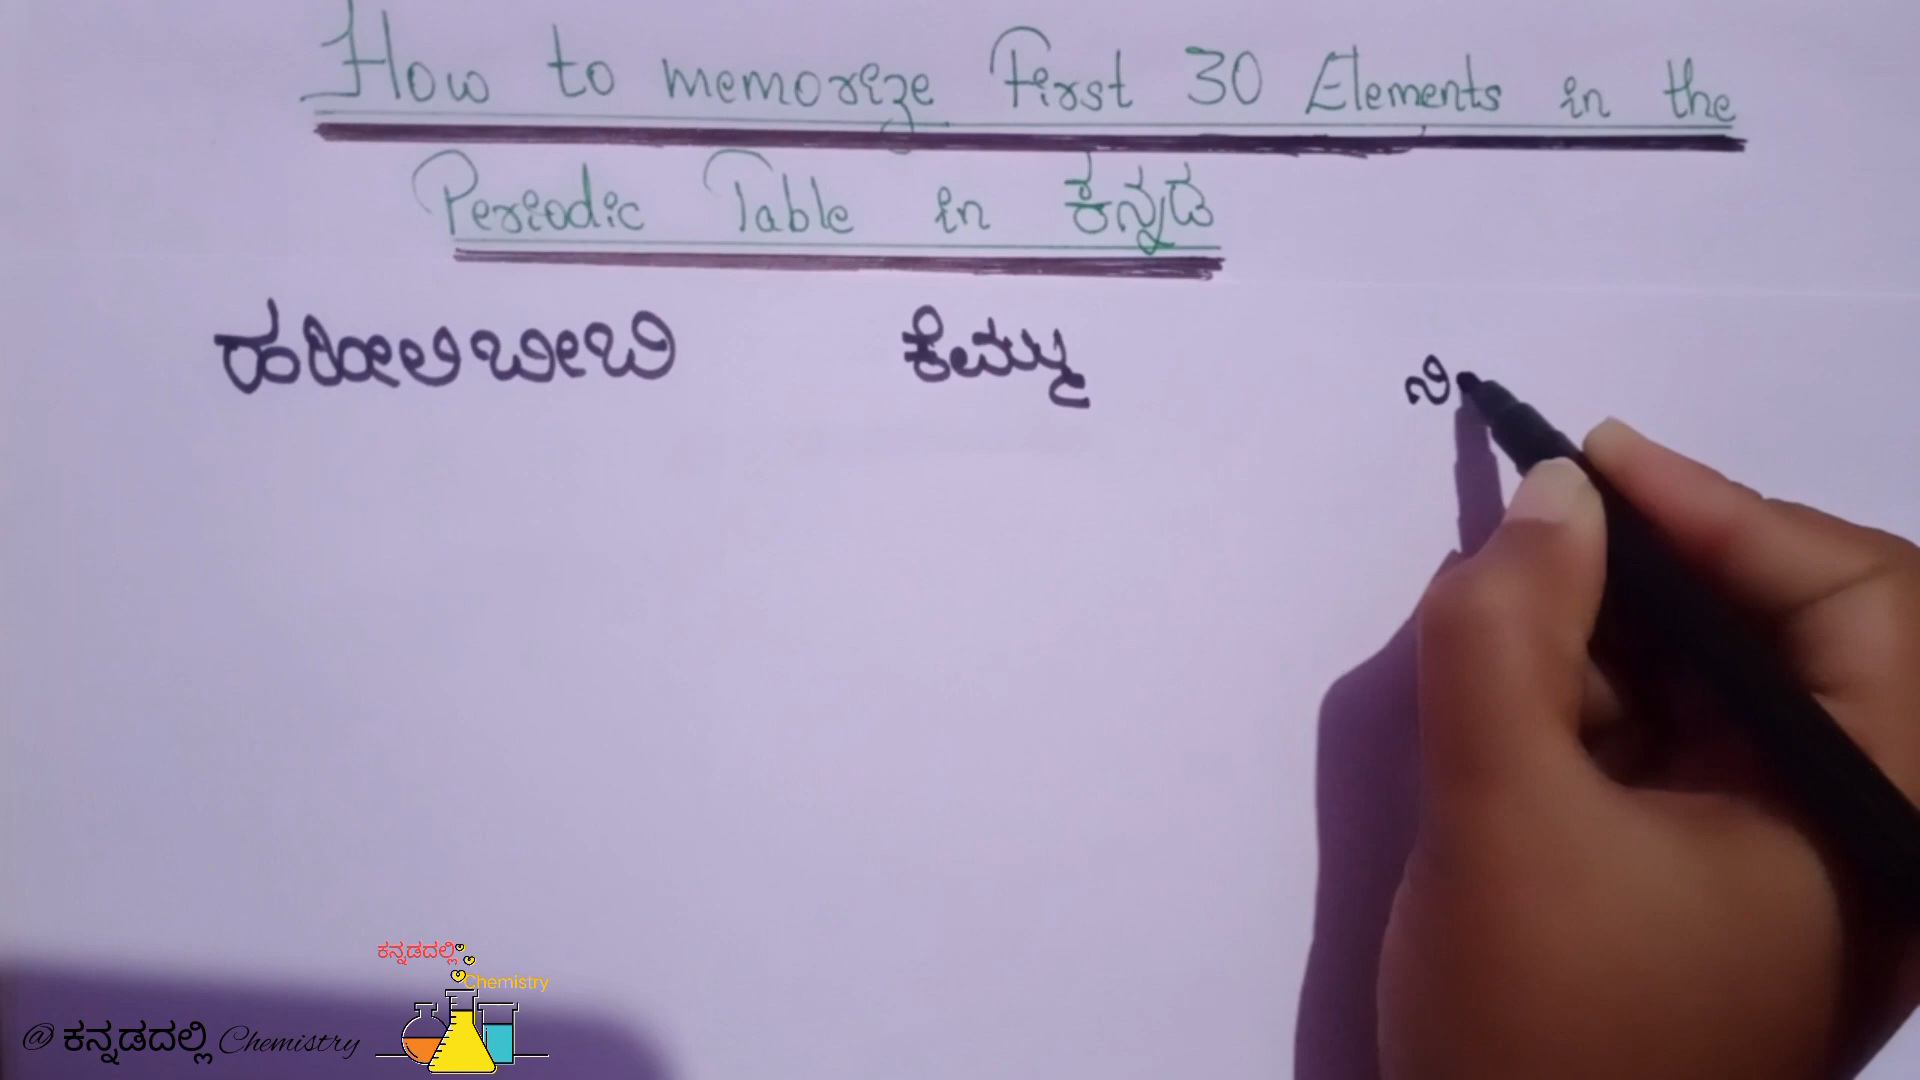 How to memorize First 30 Elements in the
Periodic Table in ಕನ್ನಡ
ಹಹೀಲಿಬೀಬಿ ಕೆಮ್ಮು ನಿ
ಕನ್ನಡದಲ್ಲಿ
Chemistry
@ ಕನ್ನಡದಲ್ಲಿ Chemistry